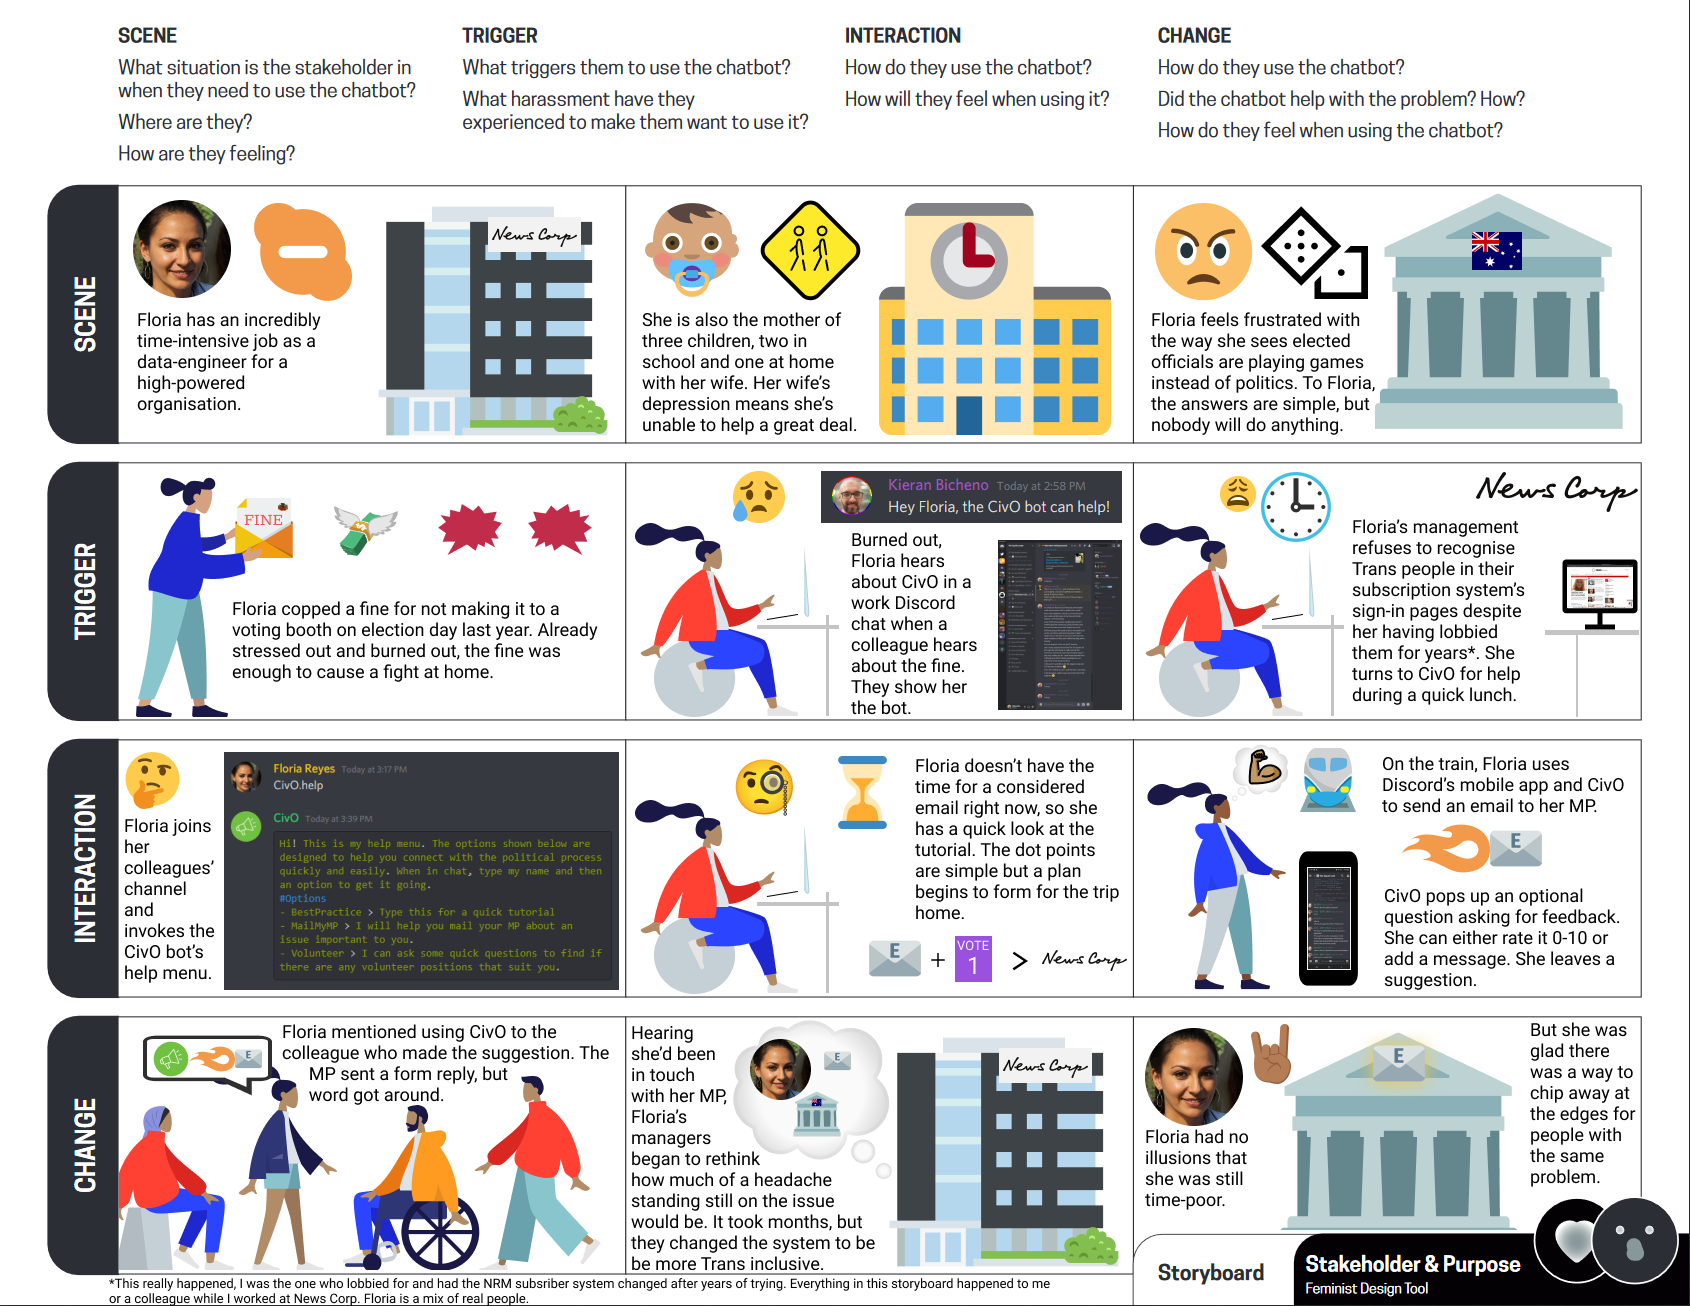 SCENE
What situation is the stakeholder in
when they need to use the chatbot?
Where are they?
How are they feeling?
TRIGGER
What triggers them to use the chatbot?
What harassment have they
experienced to make them want to use it?
INTERACTION
How do they use the chatbot?
How will they feel when using it?
CHANGE
How do they use the chatbot?
Did the chatbot help with the problem? How?
How do they feel when using the chatbot?
SCENE
Floria has an incredibly
time-intensive job as a
data-engineer for a
high-powered
organisation.
News Corp
She is also the mother of
three children, two in
school and one at home
with her wife. Her wife's
depression means she's
unable to help a great deal.
Floria feels frustrated with
the way she sees elected
officials are playing games
instead of politics. To Floria,
the answers are simple, but
nobody will do anything.
TRIGGER
FINE
Floria copped a fine for not making it to a
voting booth on election day last year. Already
stressed out and burned out, the fine was
enough to cause a fight at home.
Kieran Bicheno Today at 2:58 PM
Hey Floria, the CivO bot can help!
Burned out,
Floria hears
about CivO in a
work Discord
chat when a
colleague hears
about the fine.
They show her
the bot.
News Corp
Floria's management
refuses to recognise
Trans people in their
subscription system's
sign-in pages despite
her having lobbied
them for years*. She
turns to CivO for help
during a quick lunch.
INTERACTION
Floria joins
her
colleagues'
channel
and
invokes the
CivO bot's
help menu.
Floria Reyes Today at 3:17 PM
CivO.help
CivO Today at 3:39 PM
Hi! This is my help menu. The options shown below are
designed to help you connect with the political process
quickly and easily. When in chat, type my name and then
an option to get it going.
#Options
- BestPractice > Type this for a quick tutorial
- MailMyMP > I will help you mail your MP about an
issue important to you.
- Volunteer > I can ask some quick questions to find if
there are any volunteer positions that suit you.
Floria doesn't have the
time for a considered
email right now, so she
has a quick look at the
tutorial. The dot points
are simple but a plan
begins to form for the trip
home.
E + VOTE 1 > News Corp
On the train, Floria uses
Discord's mobile app and CivO
to send an email to her MP.
E
CivO pops up an optional
question asking for feedback.
She can either rate it 0-10 or
add a message. She leaves a
suggestion.
CHANGE
E
Floria mentioned using CivO to the
colleague who made the suggestion. The
MP sent a form reply, but
word got around.
Hearing
she'd been
in touch
with her MP,
Floria's
managers
began to rethink
how much of a headache
standing still on the issue
would be. It took months, but
they changed the system to be
be more Trans inclusive.
E
News Corp
Floria had no
illusions that
she was still
time-poor.
E
But she was
glad there
was a way to
chip away at
the edges for
people with
the same
problem.
*This really happened, I was the one who lobbied for and had the NRM subsriber system changed after years of trying. Everything in this storyboard happened to me
or a colleague while I worked at News Corp. Floria is a mix of real people.
Storyboard
Stakeholder & Purpose
Feminist Design Tool